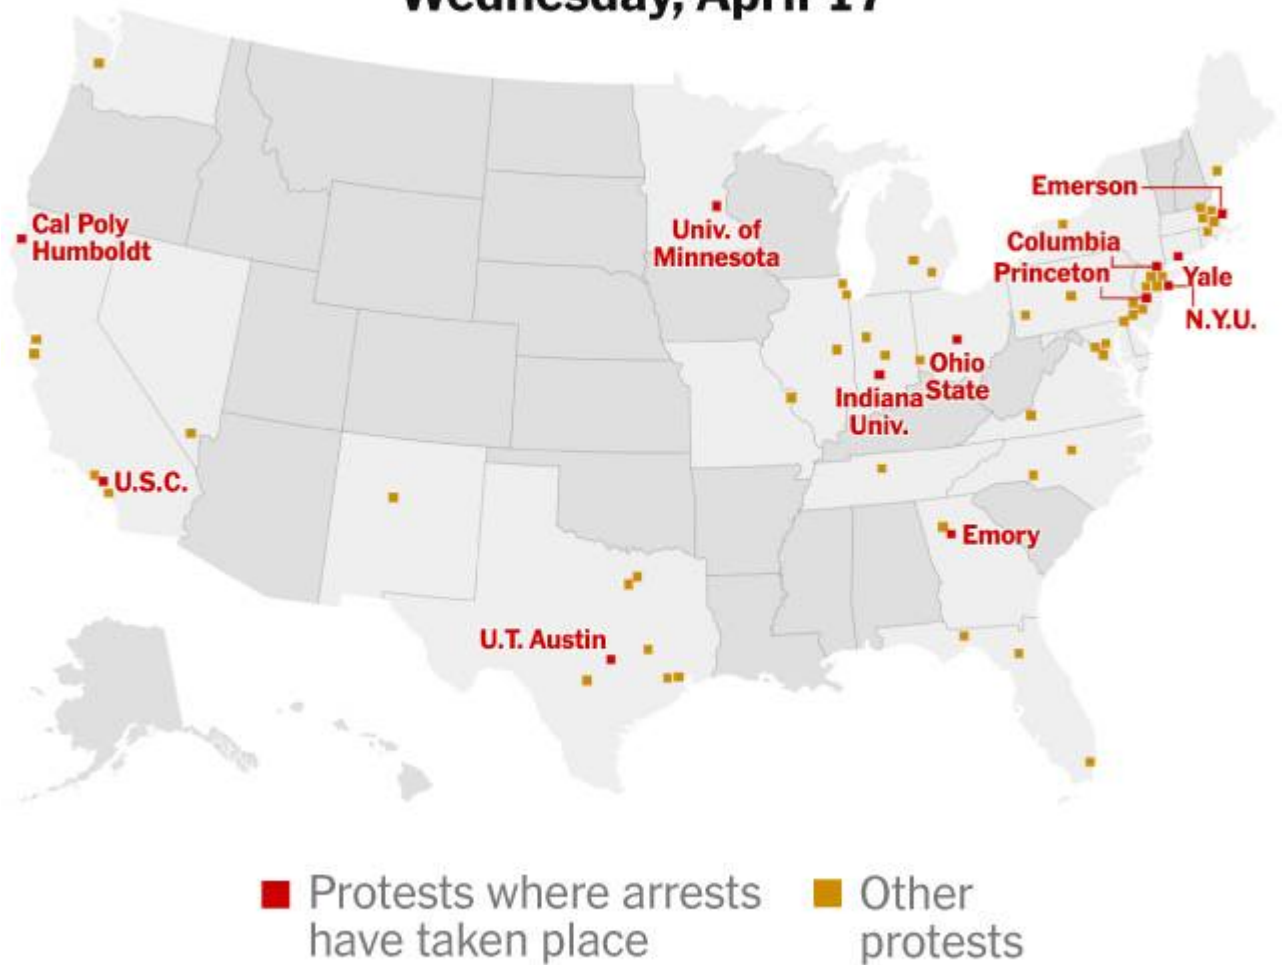 Wednesday, April 17
Emerson
Cal Poly
Humboldt
Univ. of
Minnesota
Columbia
Princeton
Yale
N.Y.U.
Ohio
State
Indiana
Univ.
U.S.C.
Emory
U.T. Austin
Protests where arrests
have taken place
Other
protests